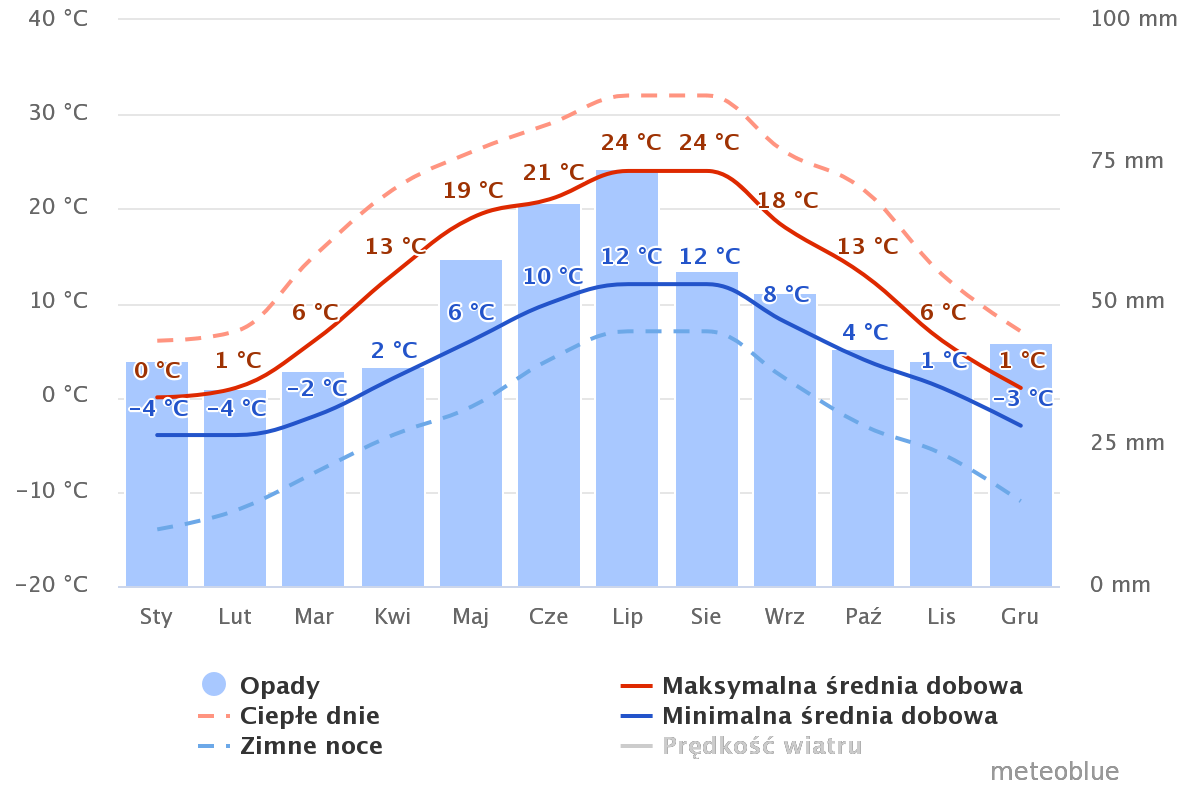 40 °C
100 mm
30 °C
24 °C 24 °C
75 mm
21 °C
19 °C
20 °C
18 °C
13 °C
13 °C
12 °C 12 °C
10 °C
8 °C
10 °C
50 mm
6 °C
6 °C
6 °C
4 °C
2 °C
1 °C
1 °C
1 °C
0 °C
−2 °C
0 °C
−3 °C
−4 °C −4 °C
25 mm
−10 °C
−20 °C
0 mm
Sty Lut Mar Kwi Maj Cze Lip Sie Wrz Paź Lis Gru
Opady
Maksymalna średnia dobowa
Ciepłe dnie
Minimalna średnia dobowa
Zimne noce
Prędkość wiatru
meteoblue